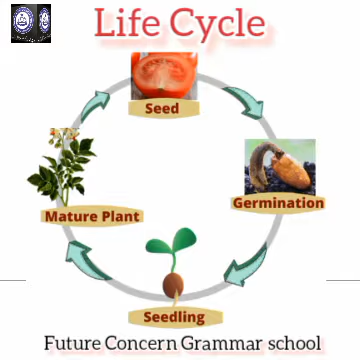 Life Cycle
Seed
Germination
Mature Plant
Seedling
Future Concern Grammar school